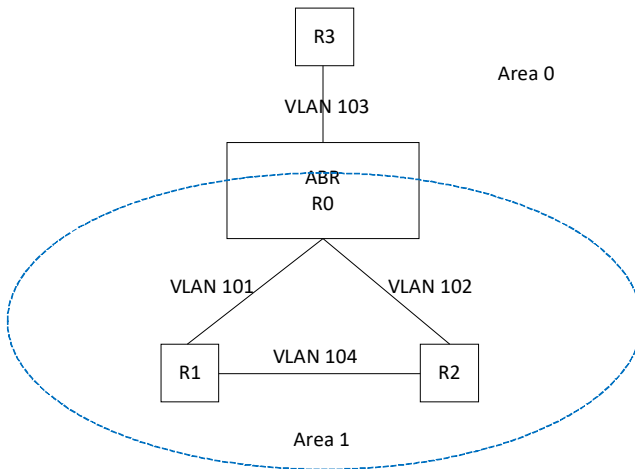 R3
Area 0
VLAN 103
ABR
R0
VLAN 101
VLAN 102
VLAN 104
R1
R2
Area 1